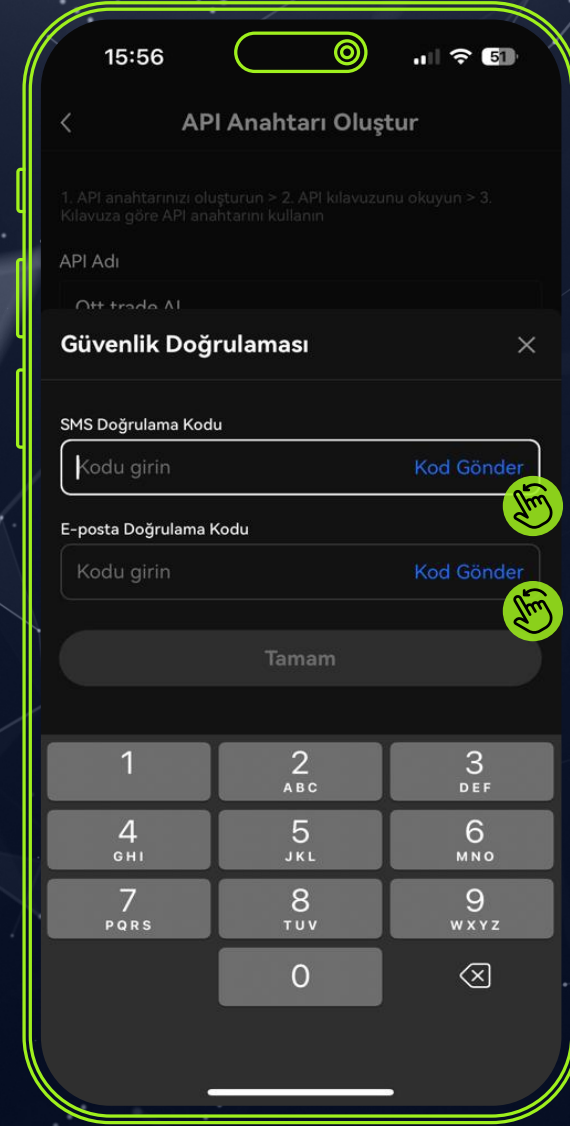 15:56
51
API Anahtarı Oluştur
1. API anahtarınızı oluşturun > 2. API kılavuzunu okuyun > 3.
Kılavuza göre API anahtarını kullanın
API Adı
Ott trade AI
Güvenlik Doğrulaması
SMS Doğrulama Kodu
Kodu girin
Kod Gönder
E-posta Doğrulama Kodu
Kodu girin
Kod Gönder
Tamam
1
2
ABC
3
DEF
4
GHI
5
JKL
6
MNO
7
PQRS
8
TUV
9
WXYZ
0